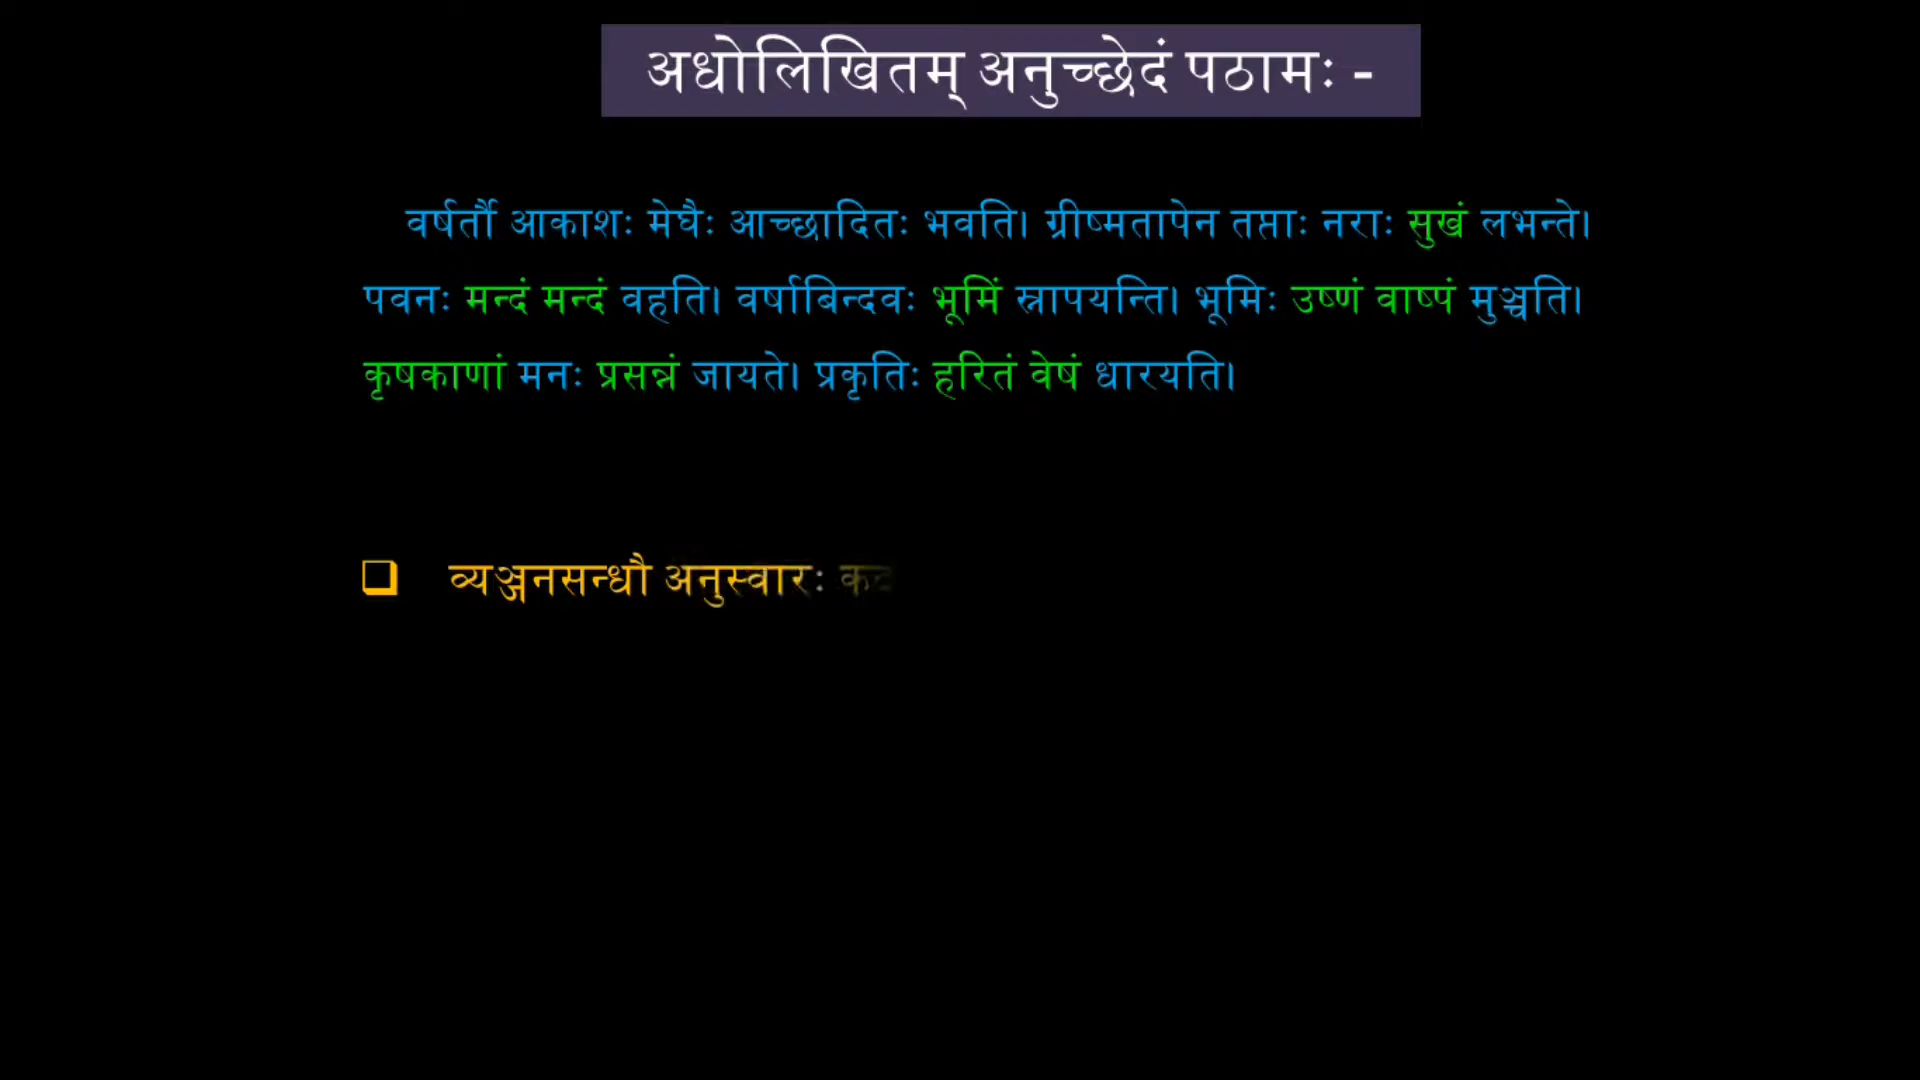 अधोलिखितम् अनुच्छेदं पठामः -
वर्षर्तौ आकाशः मेघैः आच्छादितः भवति। ग्रीष्मतापेन तप्ताः नराः सुखं लभन्ते।
पवनः मन्दं मन्दं वहति। वर्षाबिन्दवः भूमिं स्नापयन्ति। भूमिः उष्णं वाष्पं मुञ्चति।
कृषकाणां मनः प्रसन्नं जायते। प्रकृतिः हरितं वेषं धारयति।
व्यञ्जनसन्धौ अनुस्वारः